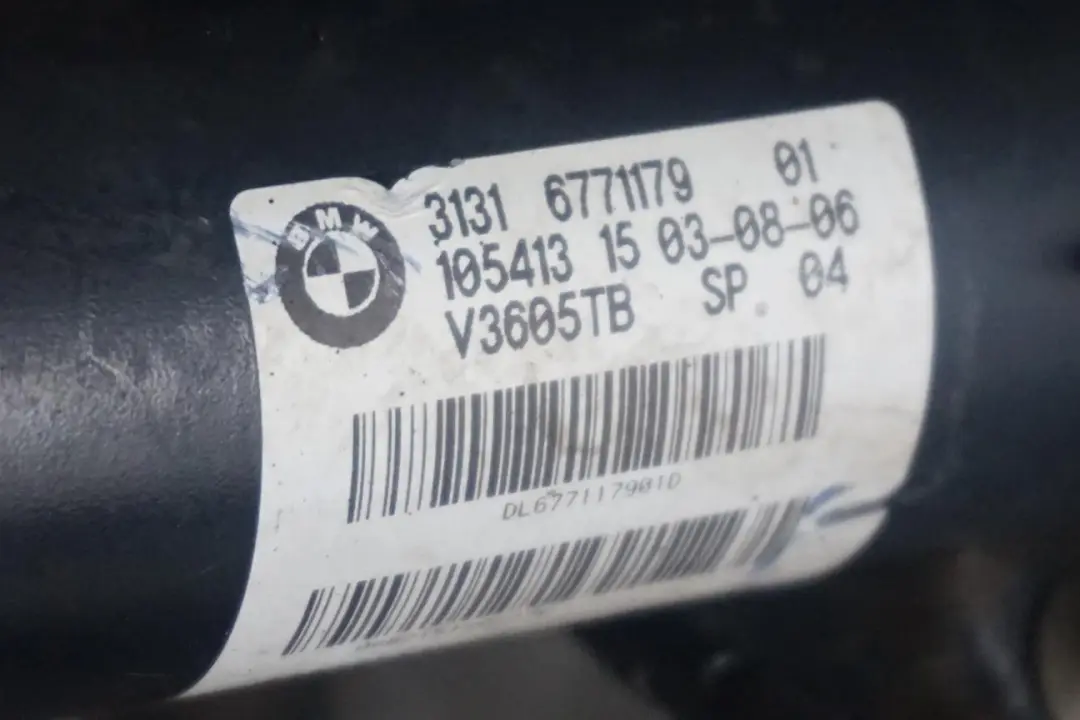 BMW
3131 6771179 01
105413 15 03-08-06
V3605TB SP. 04
DL677117901D